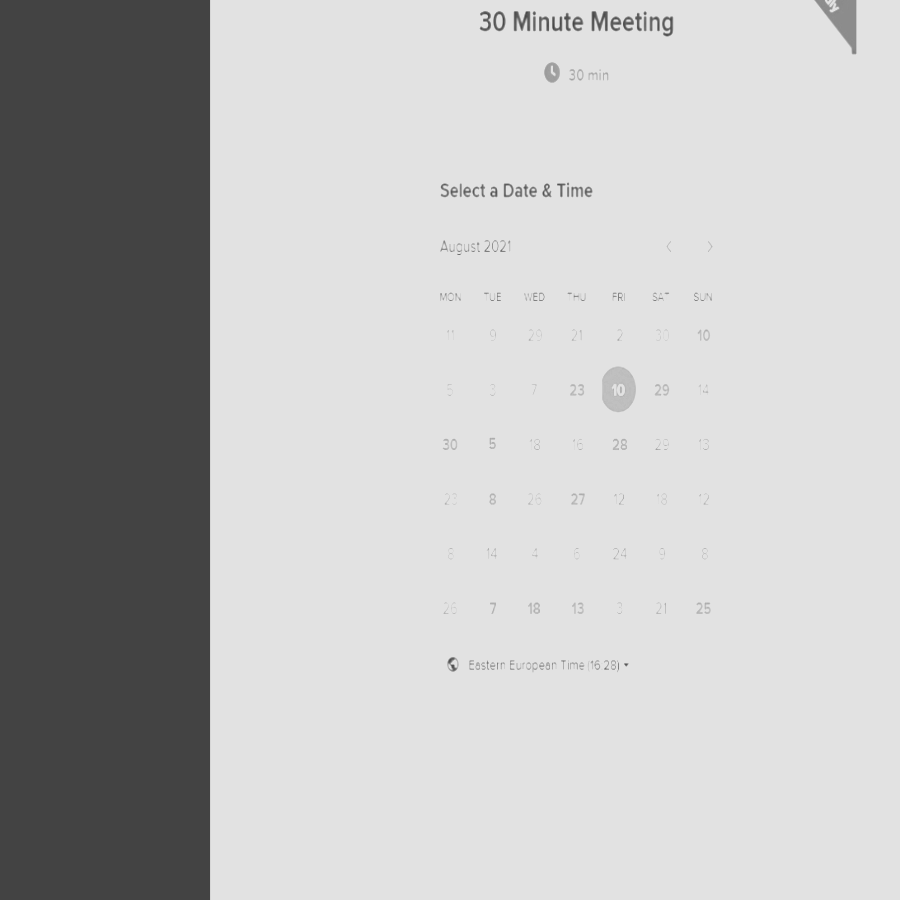 30 Minute Meeting
30 min
Select a Date & Time
August 2021
MON TUE WED THU FRI SAT SUN
11 9 29 21 2 30 10
5 3 7 23 10 29 14
30 5 18 16 28 29 13
23 8 26 27 12 18 12
8 14 4 6 24 9 8
26 7 18 13 3 21 25
Eastern European Time (16:28)